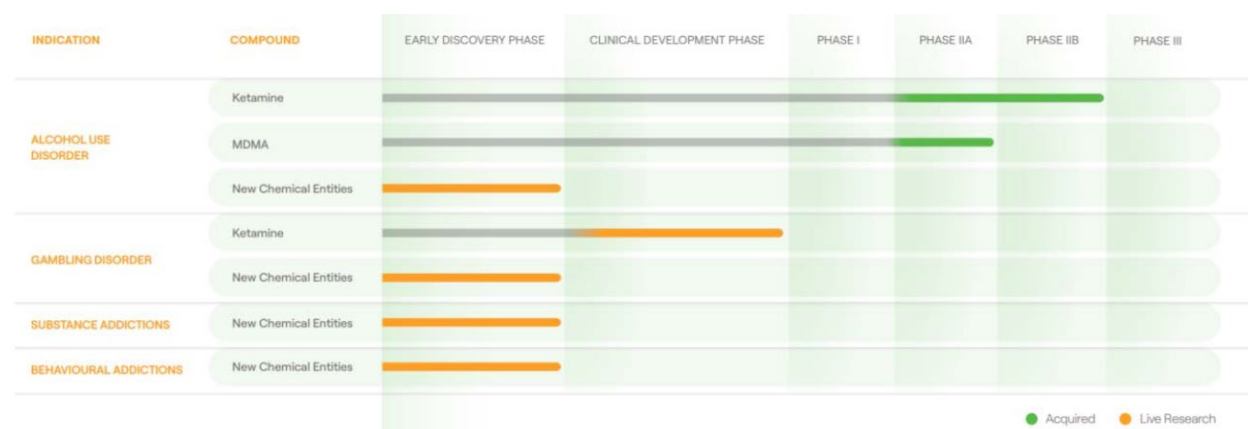 INDICATION COMPOUND EARLY DISCOVERY PHASE CLINICAL DEVELOPMENT PHASE PHASE I PHASE IIA PHASE IIB PHASE III
ALCOHOL USE
DISORDER
Ketamine
MDMA
New Chemical Entities
GAMBLING DISORDER
Ketamine
New Chemical Entities
SUBSTANCE ADDICTIONS New Chemical Entities
BEHAVIOURAL ADDICTIONS New Chemical Entities
Acquired Live Research